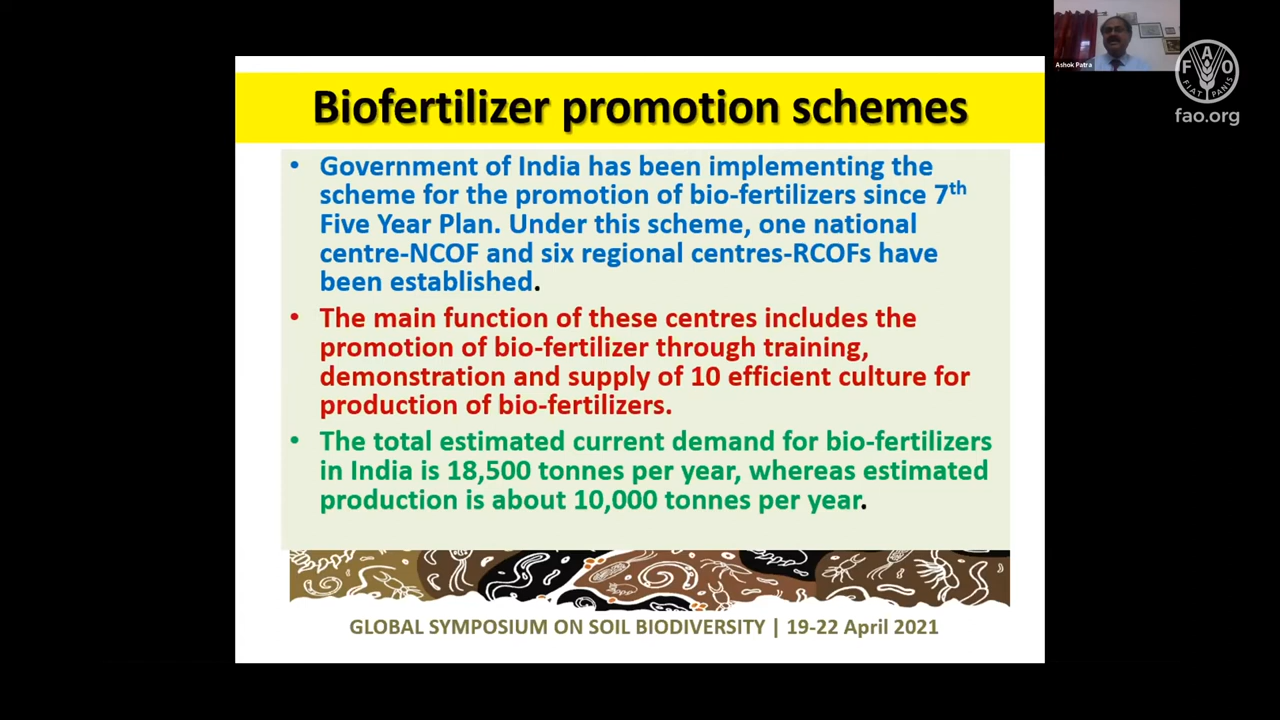 Biofertilizer promotion schemes
• Government of India has been implementing the
scheme for the promotion of bio-fertilizers since 7th
Five Year Plan. Under this scheme, one national
centre-NCOF and six regional centres-RCOFs have
been established.
• The main function of these centres includes the
promotion of bio-fertilizer through training,
demonstration and supply of 10 efficient culture for
production of bio-fertilizers.
• The total estimated current demand for bio-fertilizers
in India is 18,500 tonnes per year, whereas estimated
production is about 10,000 tonnes per year.
GLOBAL SYMPOSIUM ON SOIL BIODIVERSITY | 19-22 April 2021
Ashok Patra
F A O
FIAT PANIS
fao.org